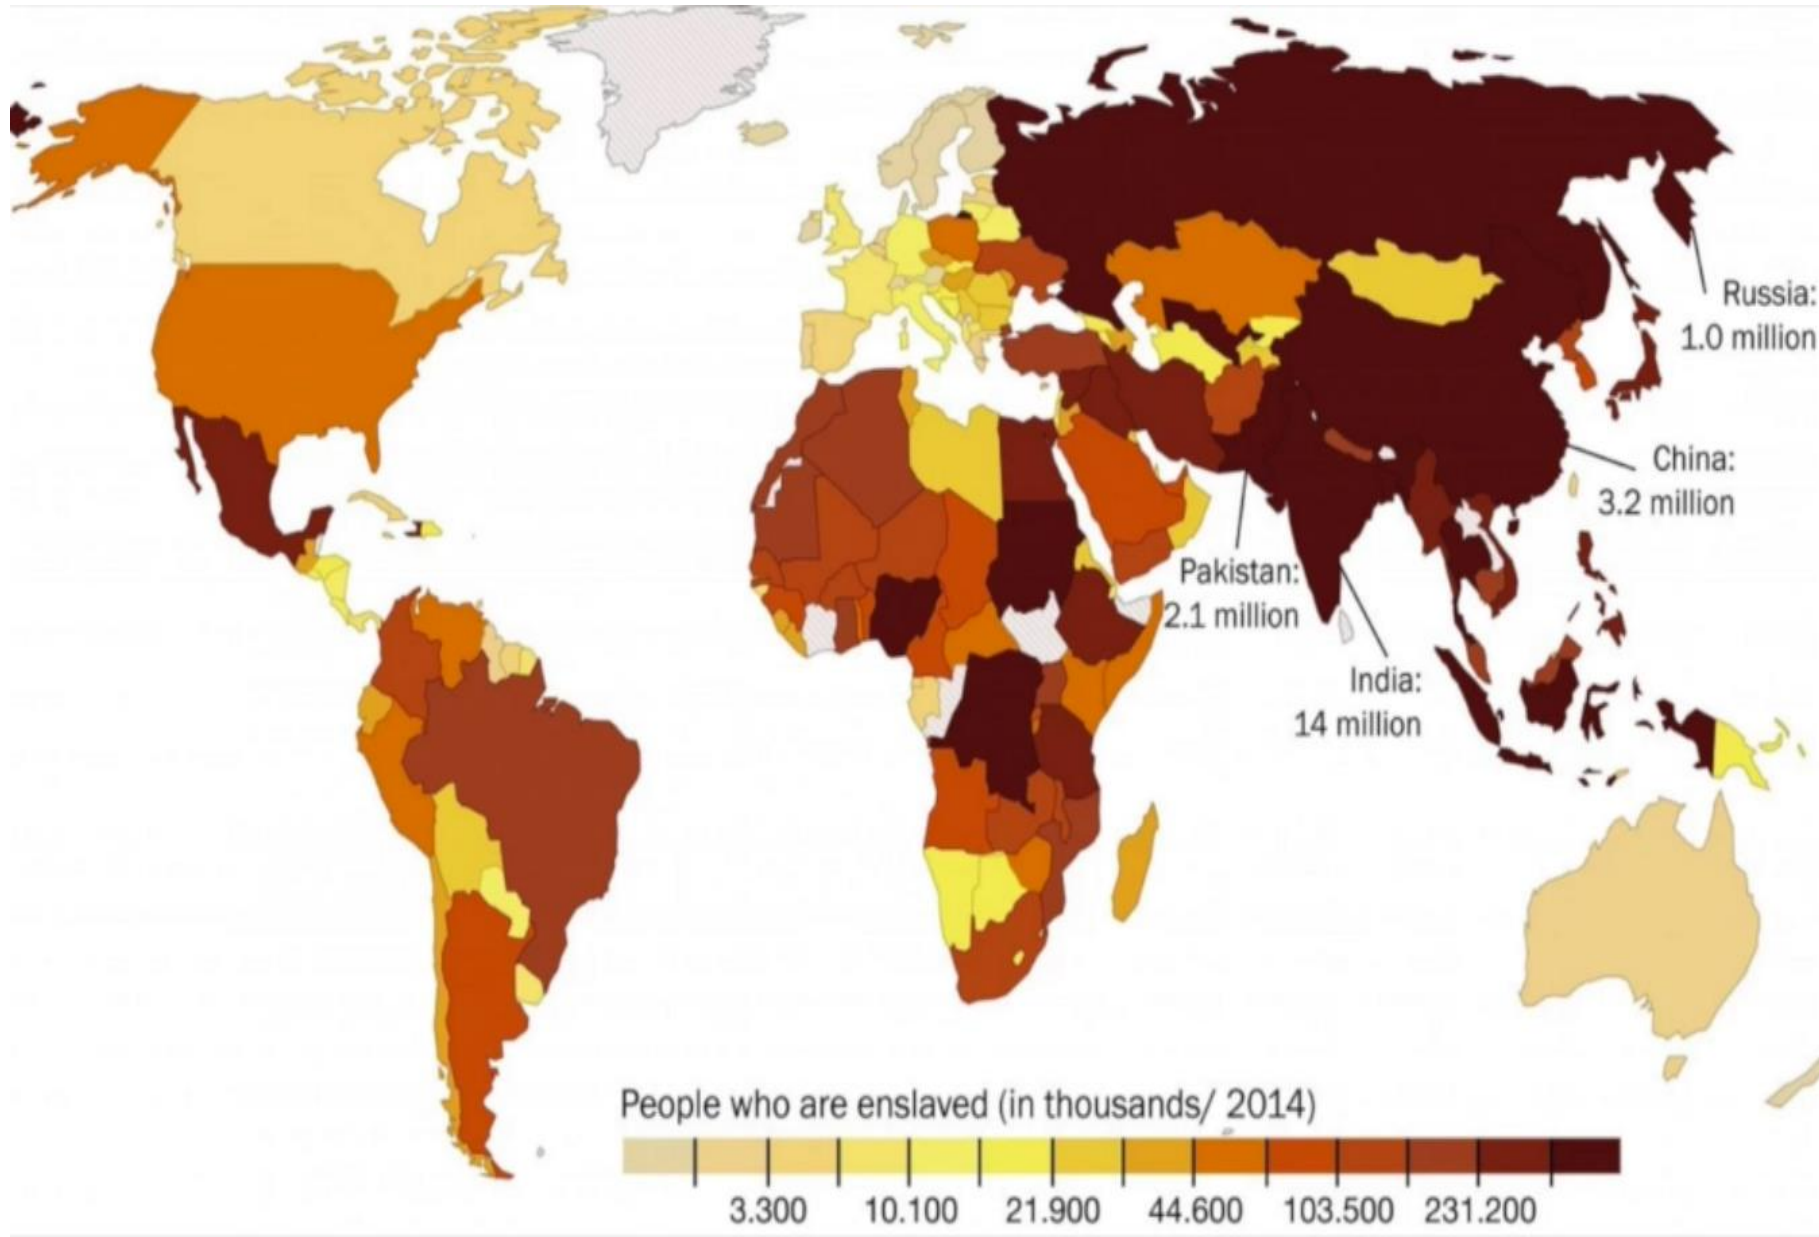 Russia:
1.0 million
China:
3.2 million
Pakistan:
2.1 million
India:
14 million
People who are enslaved (in thousands/ 2014)
3.300 10.100 21.900 44.600 103.500 231.200